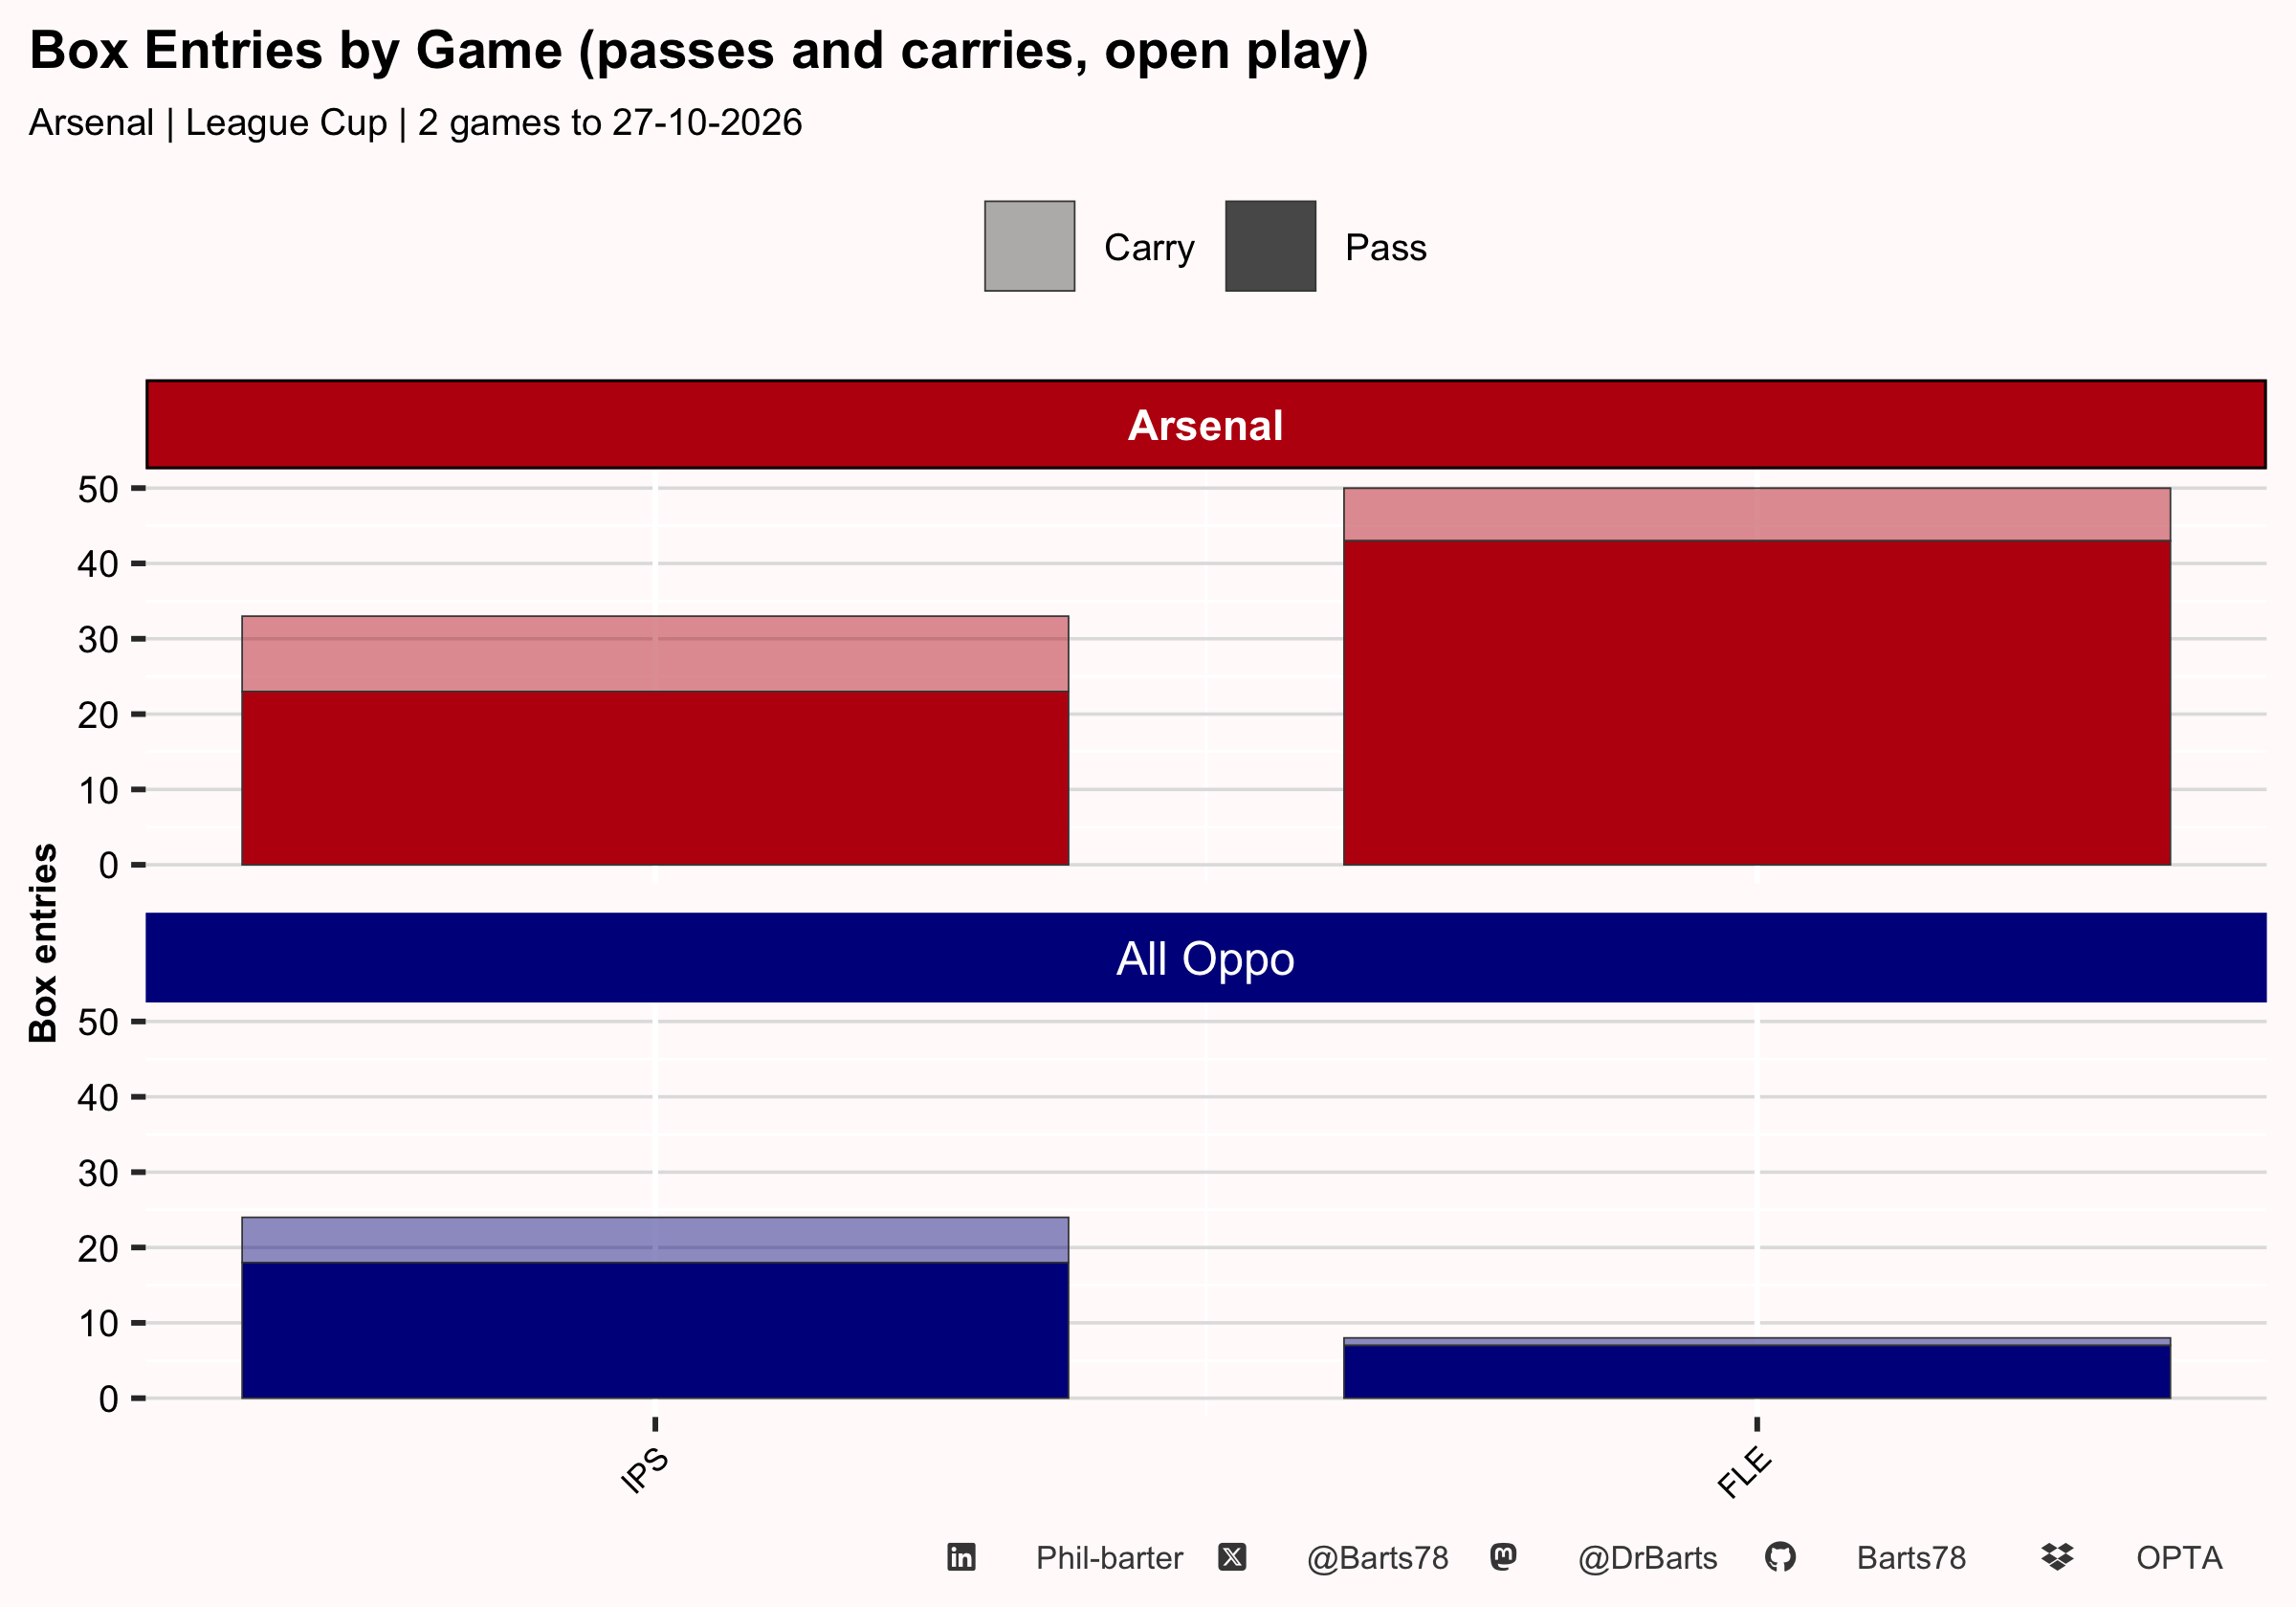 Box Entries by Game (passes and carries, open play)
Arsenal | League Cup | 2 games to 27-10-2026
Carry Pass
Arsenal
50
40
30
20
10
0
Box entries
All Oppo
50
40
30
20
10
0
IPS FLE
Phil-barter @Barts78 @DrBarts Barts78 OPTA